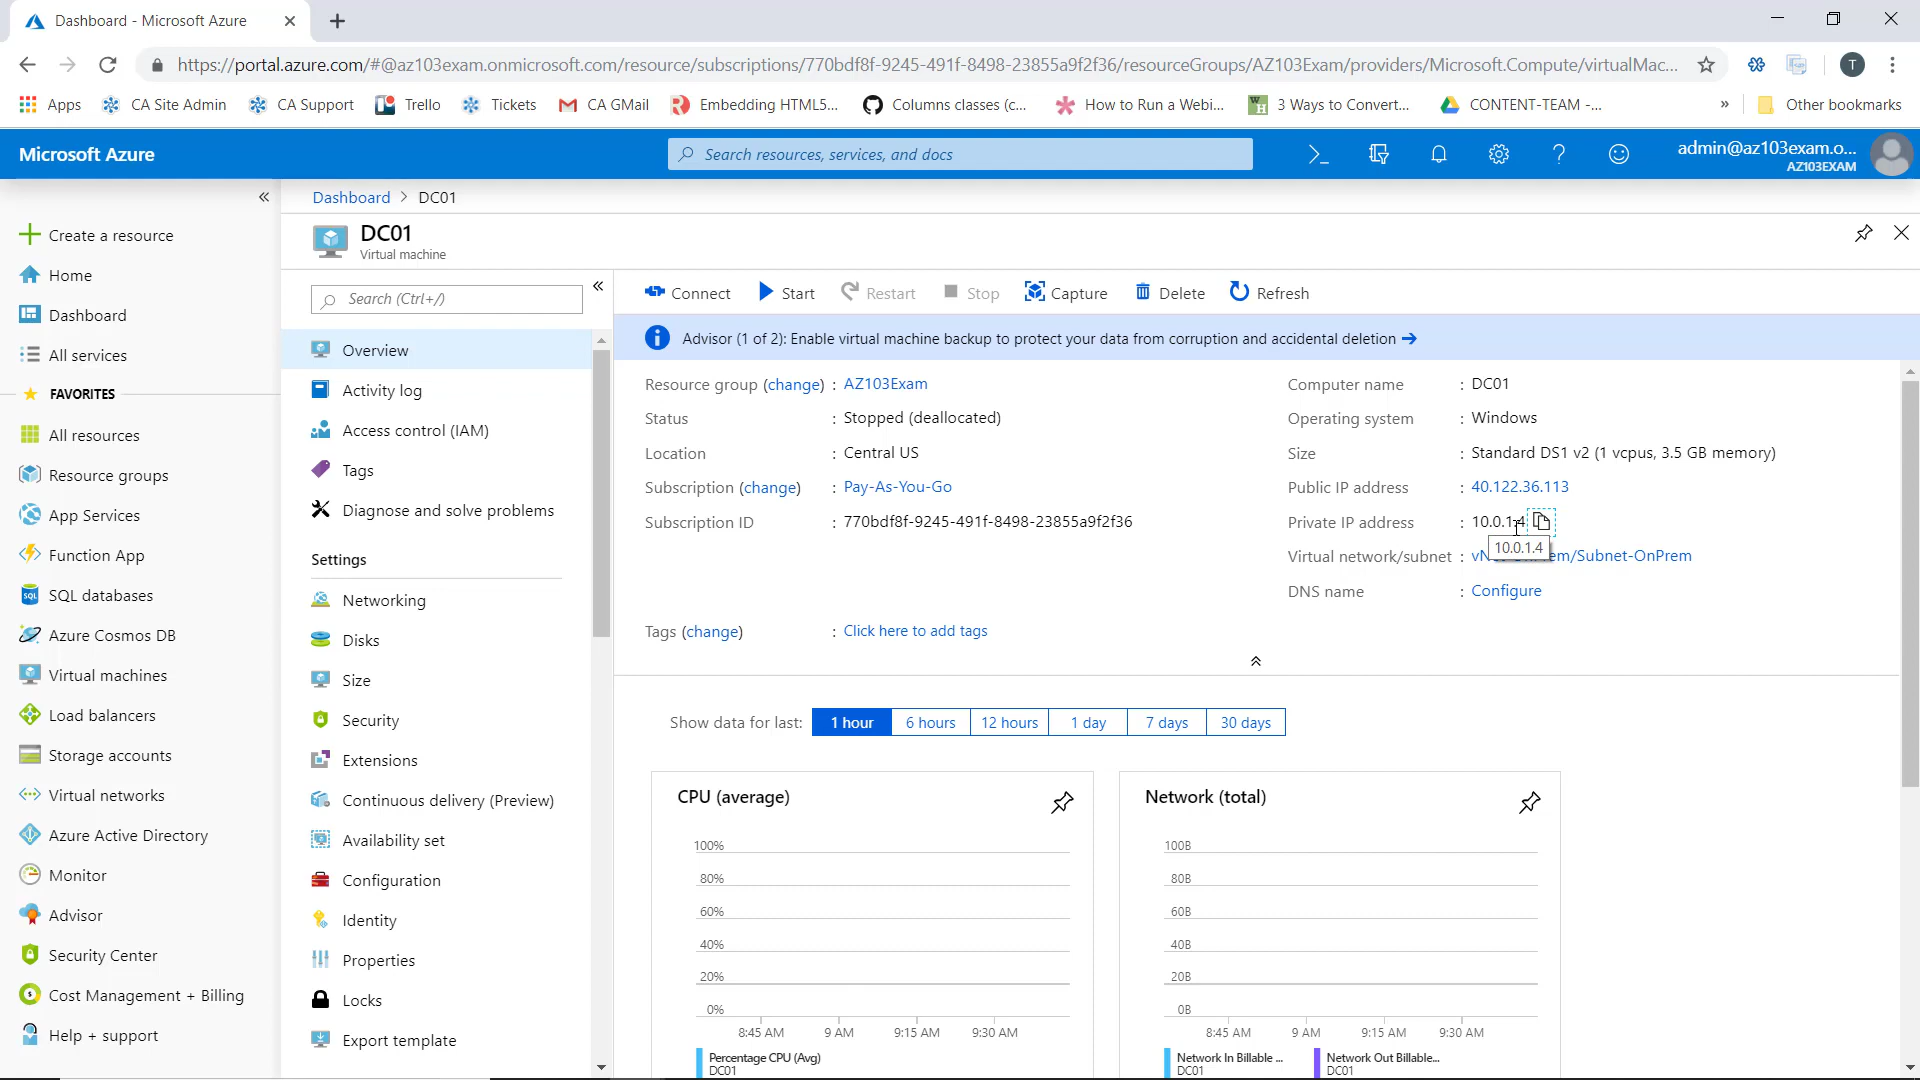 Dashboard - Microsoft Azure
https://portal.azure.com/#@az103exam.onmicrosoft.com/resource/subscriptions/770bdf8f-9245-491f-8498-23855a9f2f36/resourceGroups/AZ103Exam/providers/Microsoft.Compute/virtualMac...
T
Apps
CA Site Admin
CA Support
Trello
Tickets
CA GMail
Embedding HTML5...
Columns classes (c...
How to Run a Webi...
3 Ways to Convert...
CONTENT-TEAM -...
»
Other bookmarks
Microsoft Azure
Search resources, services, and docs
admin@az103exam.o...
AZ103EXAM
Dashboard > DC01
DC01
Virtual machine
Create a resource
Home
Dashboard
All services
FAVORITES
All resources
Resource groups
App Services
Function App
SQL databases
Azure Cosmos DB
Virtual machines
Load balancers
Storage accounts
Virtual networks
Azure Active Directory
Monitor
Advisor
Security Center
Cost Management + Billing
Help + support
Search (Ctrl+/)
Overview
Activity log
Access control (IAM)
Tags
Diagnose and solve problems
Settings
Networking
Disks
Size
Security
Extensions
Continuous delivery (Preview)
Availability set
Configuration
Identity
Properties
Locks
Export template
Connect
Start
Restart
Stop
Capture
Delete
Refresh
Advisor (1 of 2): Enable virtual machine backup to protect your data from corruption and accidental deletion
Resource group (change) : AZ103Exam
Status : Stopped (deallocated)
Location : Central US
Subscription (change) : Pay-As-You-Go
Subscription ID : 770bdf8f-9245-491f-8498-23855a9f2f36
Computer name : DC01
Operating system : Windows
Size : Standard DS1 v2 (1 vcpus, 3.5 GB memory)
Public IP address : 40.122.36.113
Private IP address : 10.0.1.4
10.0.1.4
Virtual network/subnet : em/Subnet-OnPrem
DNS name : Configure
Tags (change) : Click here to add tags
Show data for last:
1 hour
6 hours
12 hours
1 day
7 days
30 days
CPU (average)
100%
80%
60%
40%
20%
0%
8:45 AM
9 AM
9:15 AM
9:30 AM
Percentage CPU (Avg)
DC01
Network (total)
100B
80B
60B
40B
20B
0B
8:45 AM
9 AM
9:15 AM
9:30 AM
Network In Billable ...
DC01
Network Out Billable...
DC01